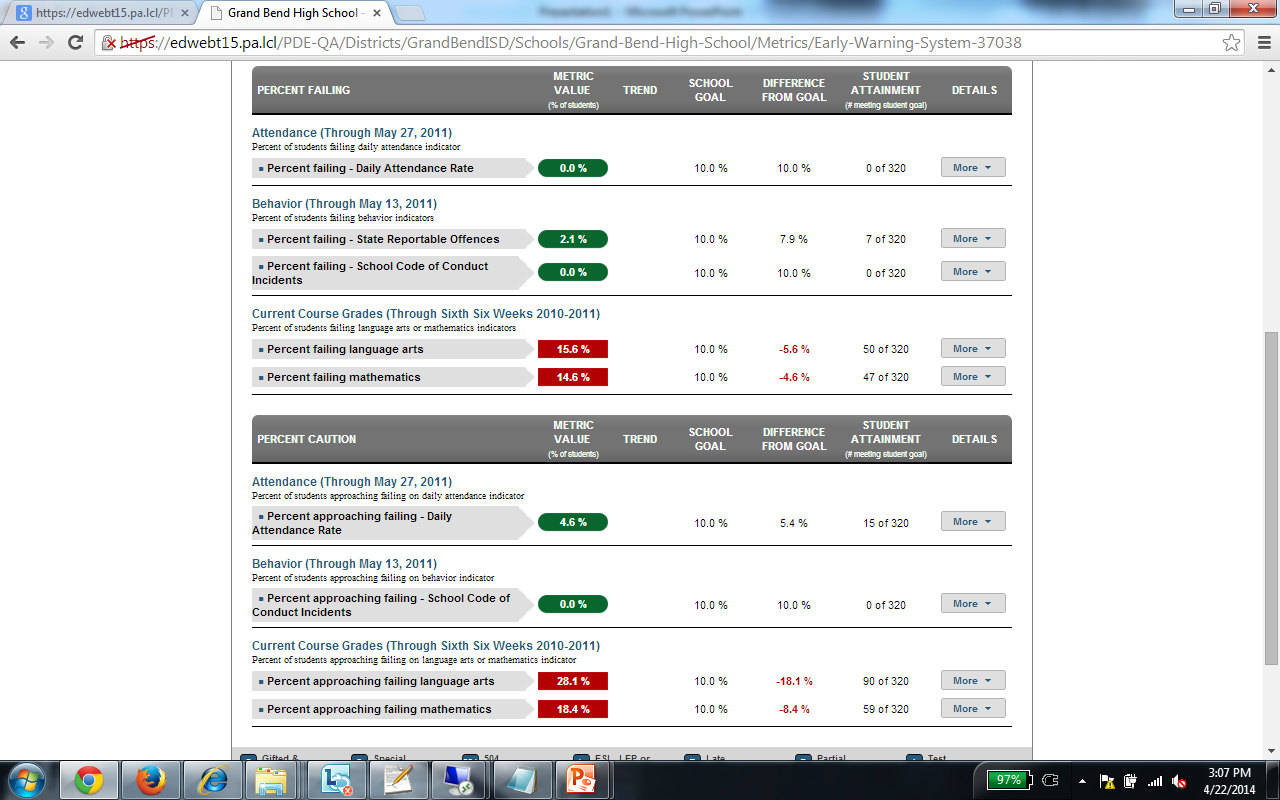 https://edwebt15.pa.lcl/PI
Grand Bend High School -
Presentation1 - Microsoft PowerPoint
https://edwebt15.pa.lcl/PDE-QA/Districts/GrandBendISD/Schools/Grand-Bend-High-School/Metrics/Early-Warning-System-37038
PERCENT FAILING METRIC VALUE (% of students) TREND SCHOOL GOAL DIFFERENCE FROM GOAL STUDENT ATTAINMENT (# meeting student goal) DETAILS
Attendance (Through May 27, 2011)
Percent of students failing daily attendance indicator
Percent failing - Daily Attendance Rate 0.0 % 10.0 % 10.0 % 0 of 320 More
Behavior (Through May 13, 2011)
Percent of students failing behavior indicators
Percent failing - State Reportable Offences 2.1 % 10.0 % 7.9 % 7 of 320 More
Percent failing - School Code of Conduct
Incidents 0.0 % 10.0 % 10.0 % 0 of 320 More
Current Course Grades (Through Sixth Six Weeks 2010-2011)
Percent of students failing language arts or mathematics indicators
Percent failing language arts 15.6 % 10.0 % -5.6 % 50 of 320 More
Percent failing mathematics 14.6 % 10.0 % -4.6 % 47 of 320 More
PERCENT CAUTION METRIC VALUE (% of students) TREND SCHOOL GOAL DIFFERENCE FROM GOAL STUDENT ATTAINMENT (# meeting student goal) DETAILS
Attendance (Through May 27, 2011)
Percent of students approaching failing on daily attendance indicator
Percent approaching failing - Daily
Attendance Rate 4.6 % 10.0 % 5.4 % 15 of 320 More
Behavior (Through May 13, 2011)
Percent of students approaching failing on behavior indicator
Percent approaching failing - School Code of
Conduct Incidents 0.0 % 10.0 % 10.0 % 0 of 320 More
Current Course Grades (Through Sixth Six Weeks 2010-2011)
Percent of students approaching failing on language arts or mathematics indicator
Percent approaching failing language arts 28.1 % 10.0 % -18.1 % 90 of 320 More
Percent approaching failing mathematics 18.4 % 10.0 % -8.4 % 59 of 320 More
Gifted & Special 504 ESL, LEP or Late Partial Test
97%
3:07 PM
4/22/2014